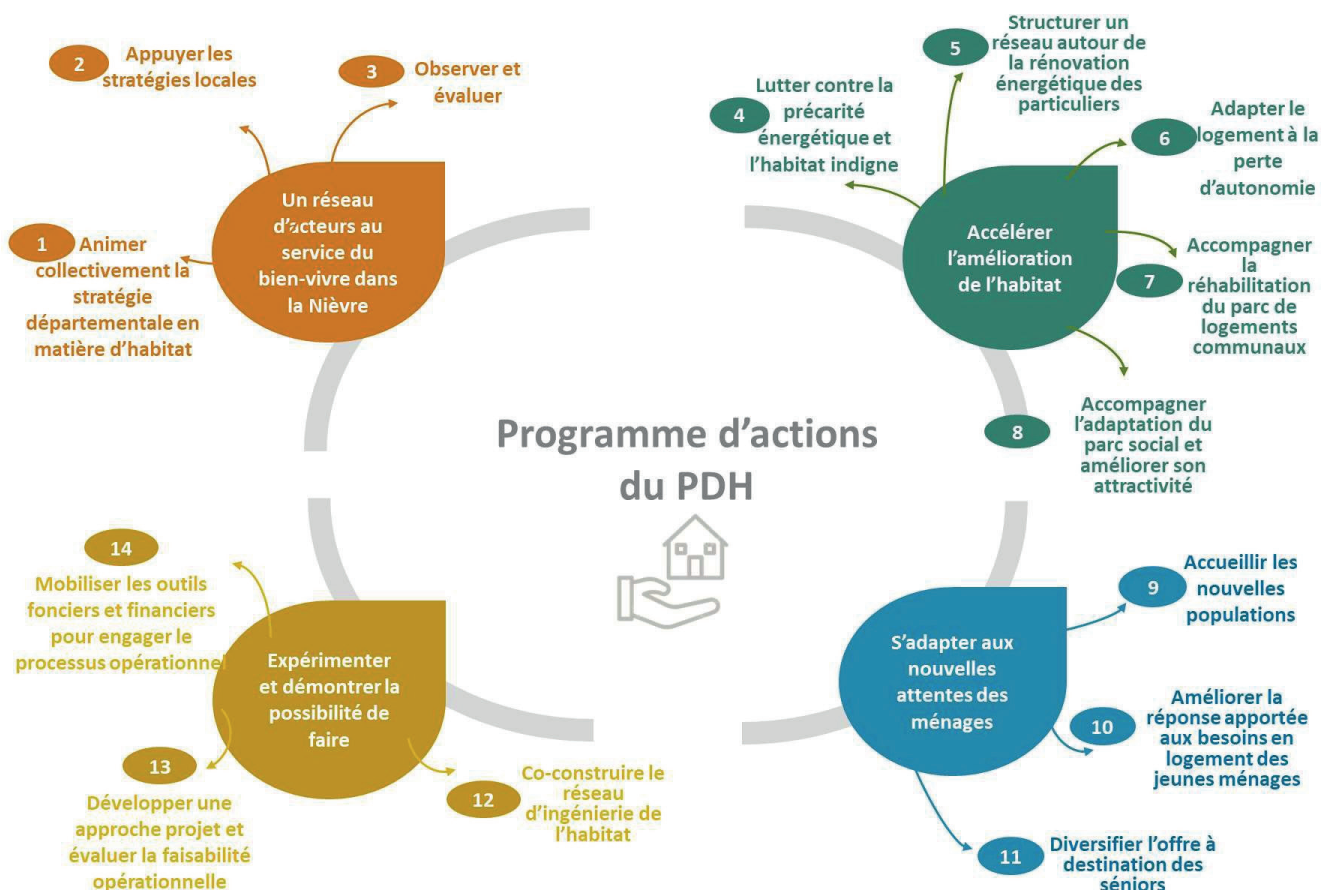 Programme d'actions
du PDH
Un réseau
d'acteurs au
service du
bien-vivre dans
la Nièvre
1
Animer
collectivement la
stratégie
départementale en
matière d'habitat
2
Appuyer les
stratégies locales
3
Observer et
évaluer
Accélérer
l'amélioration
de l'habitat
4
Lutter contre la
précarité
énergétique et
l'habitat indigne
5
Structurer un
réseau autour de
la rénovation
énergétique des
particuliers
6
Adapter le
logement à la
perte
d'autonomie
7
Accompagner
la
réhabilitation
du parc de
logements
communaux
8
Accompagner
l'adaptation du
parc social et
améliorer son
attractivité
S'adapter aux
nouvelles
attentes des
ménages
9
Accueillir les
nouvelles
populations
10
Améliorer la
réponse apportée
aux besoins en
logement des
jeunes ménages
11
Diversifier l'offre à
destination des
séniors
Expérimenter
et démontrer la
possibilité de
faire
12
Co-construire le
réseau
d'ingénierie de
l'habitat
13
Développer une
approche projet et
évaluer la faisabilité
opérationnelle
14
Mobiliser les outils
fonciers et financiers
pour engager le
processus opérationnel